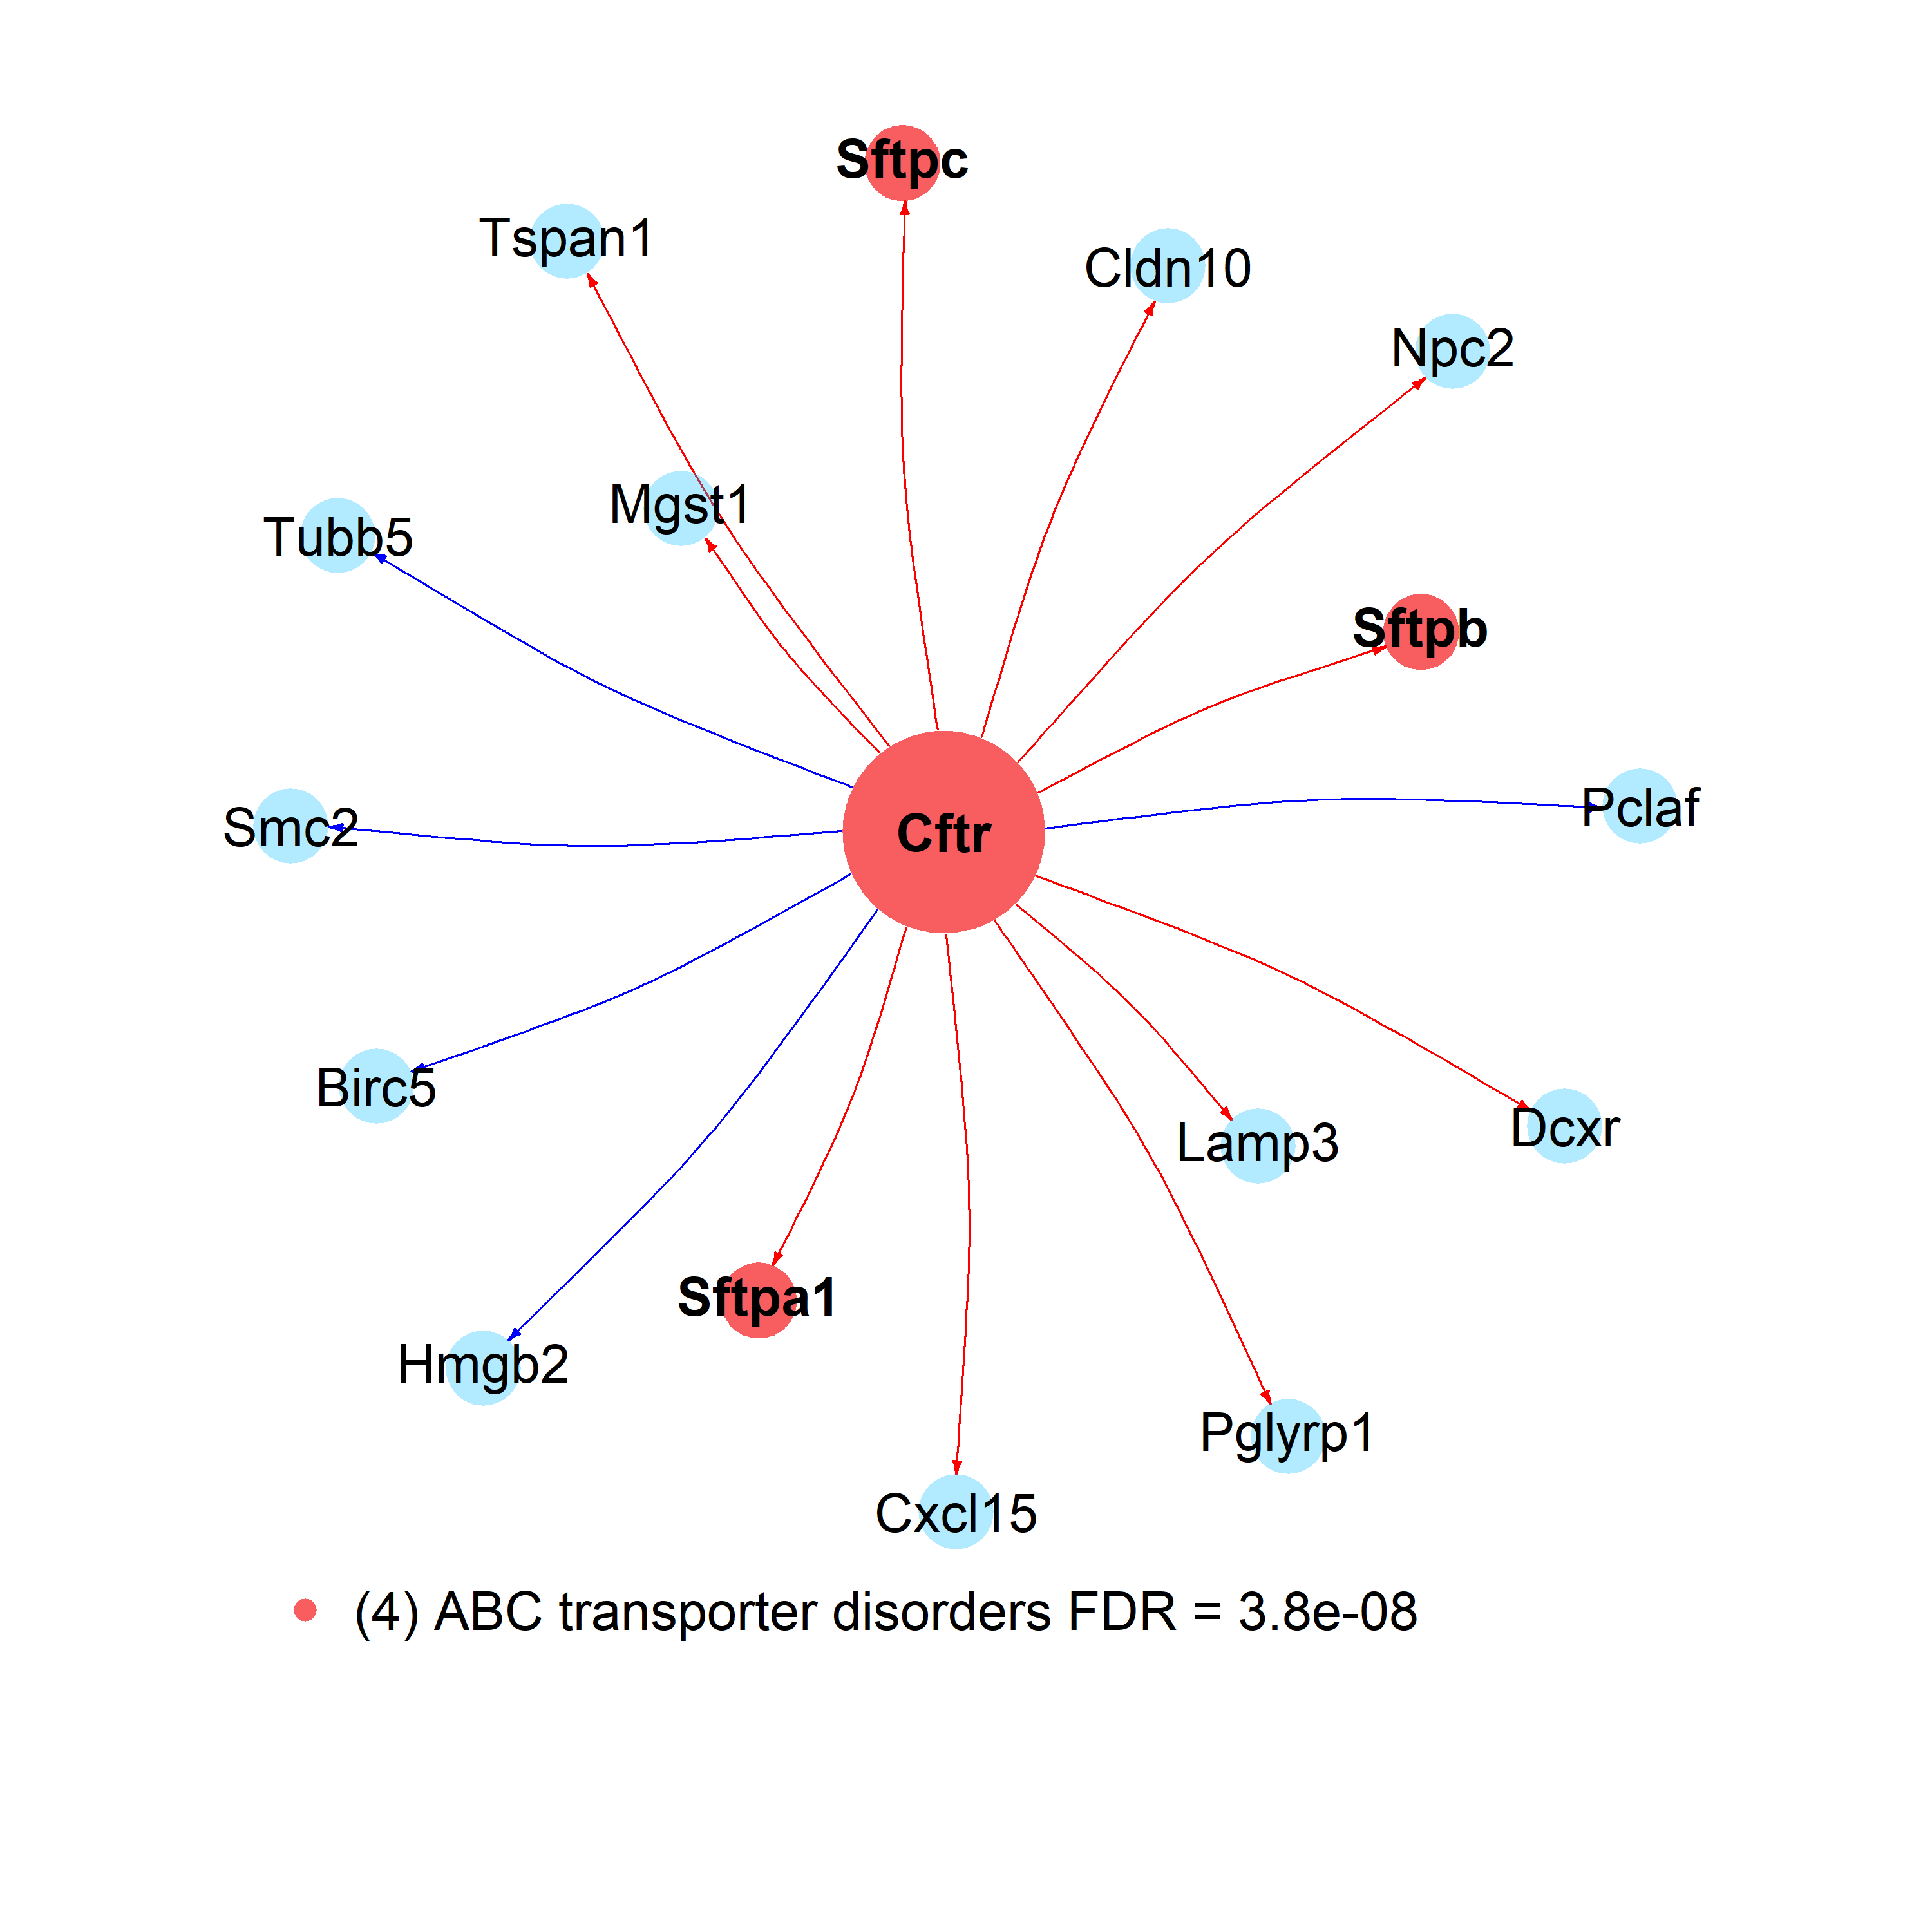 Sftpc
Tspan1
Cldn10
Npc2
Mgst1
Tubb5
Sftpb
Pclaf
Smc2
Cftr
Birc5
Dcxr
Lamp3
Sftpa1
Hmgb2
Pglyrp1
Cxcl15
(4) ABC transporter disorders FDR = 3.8e-08